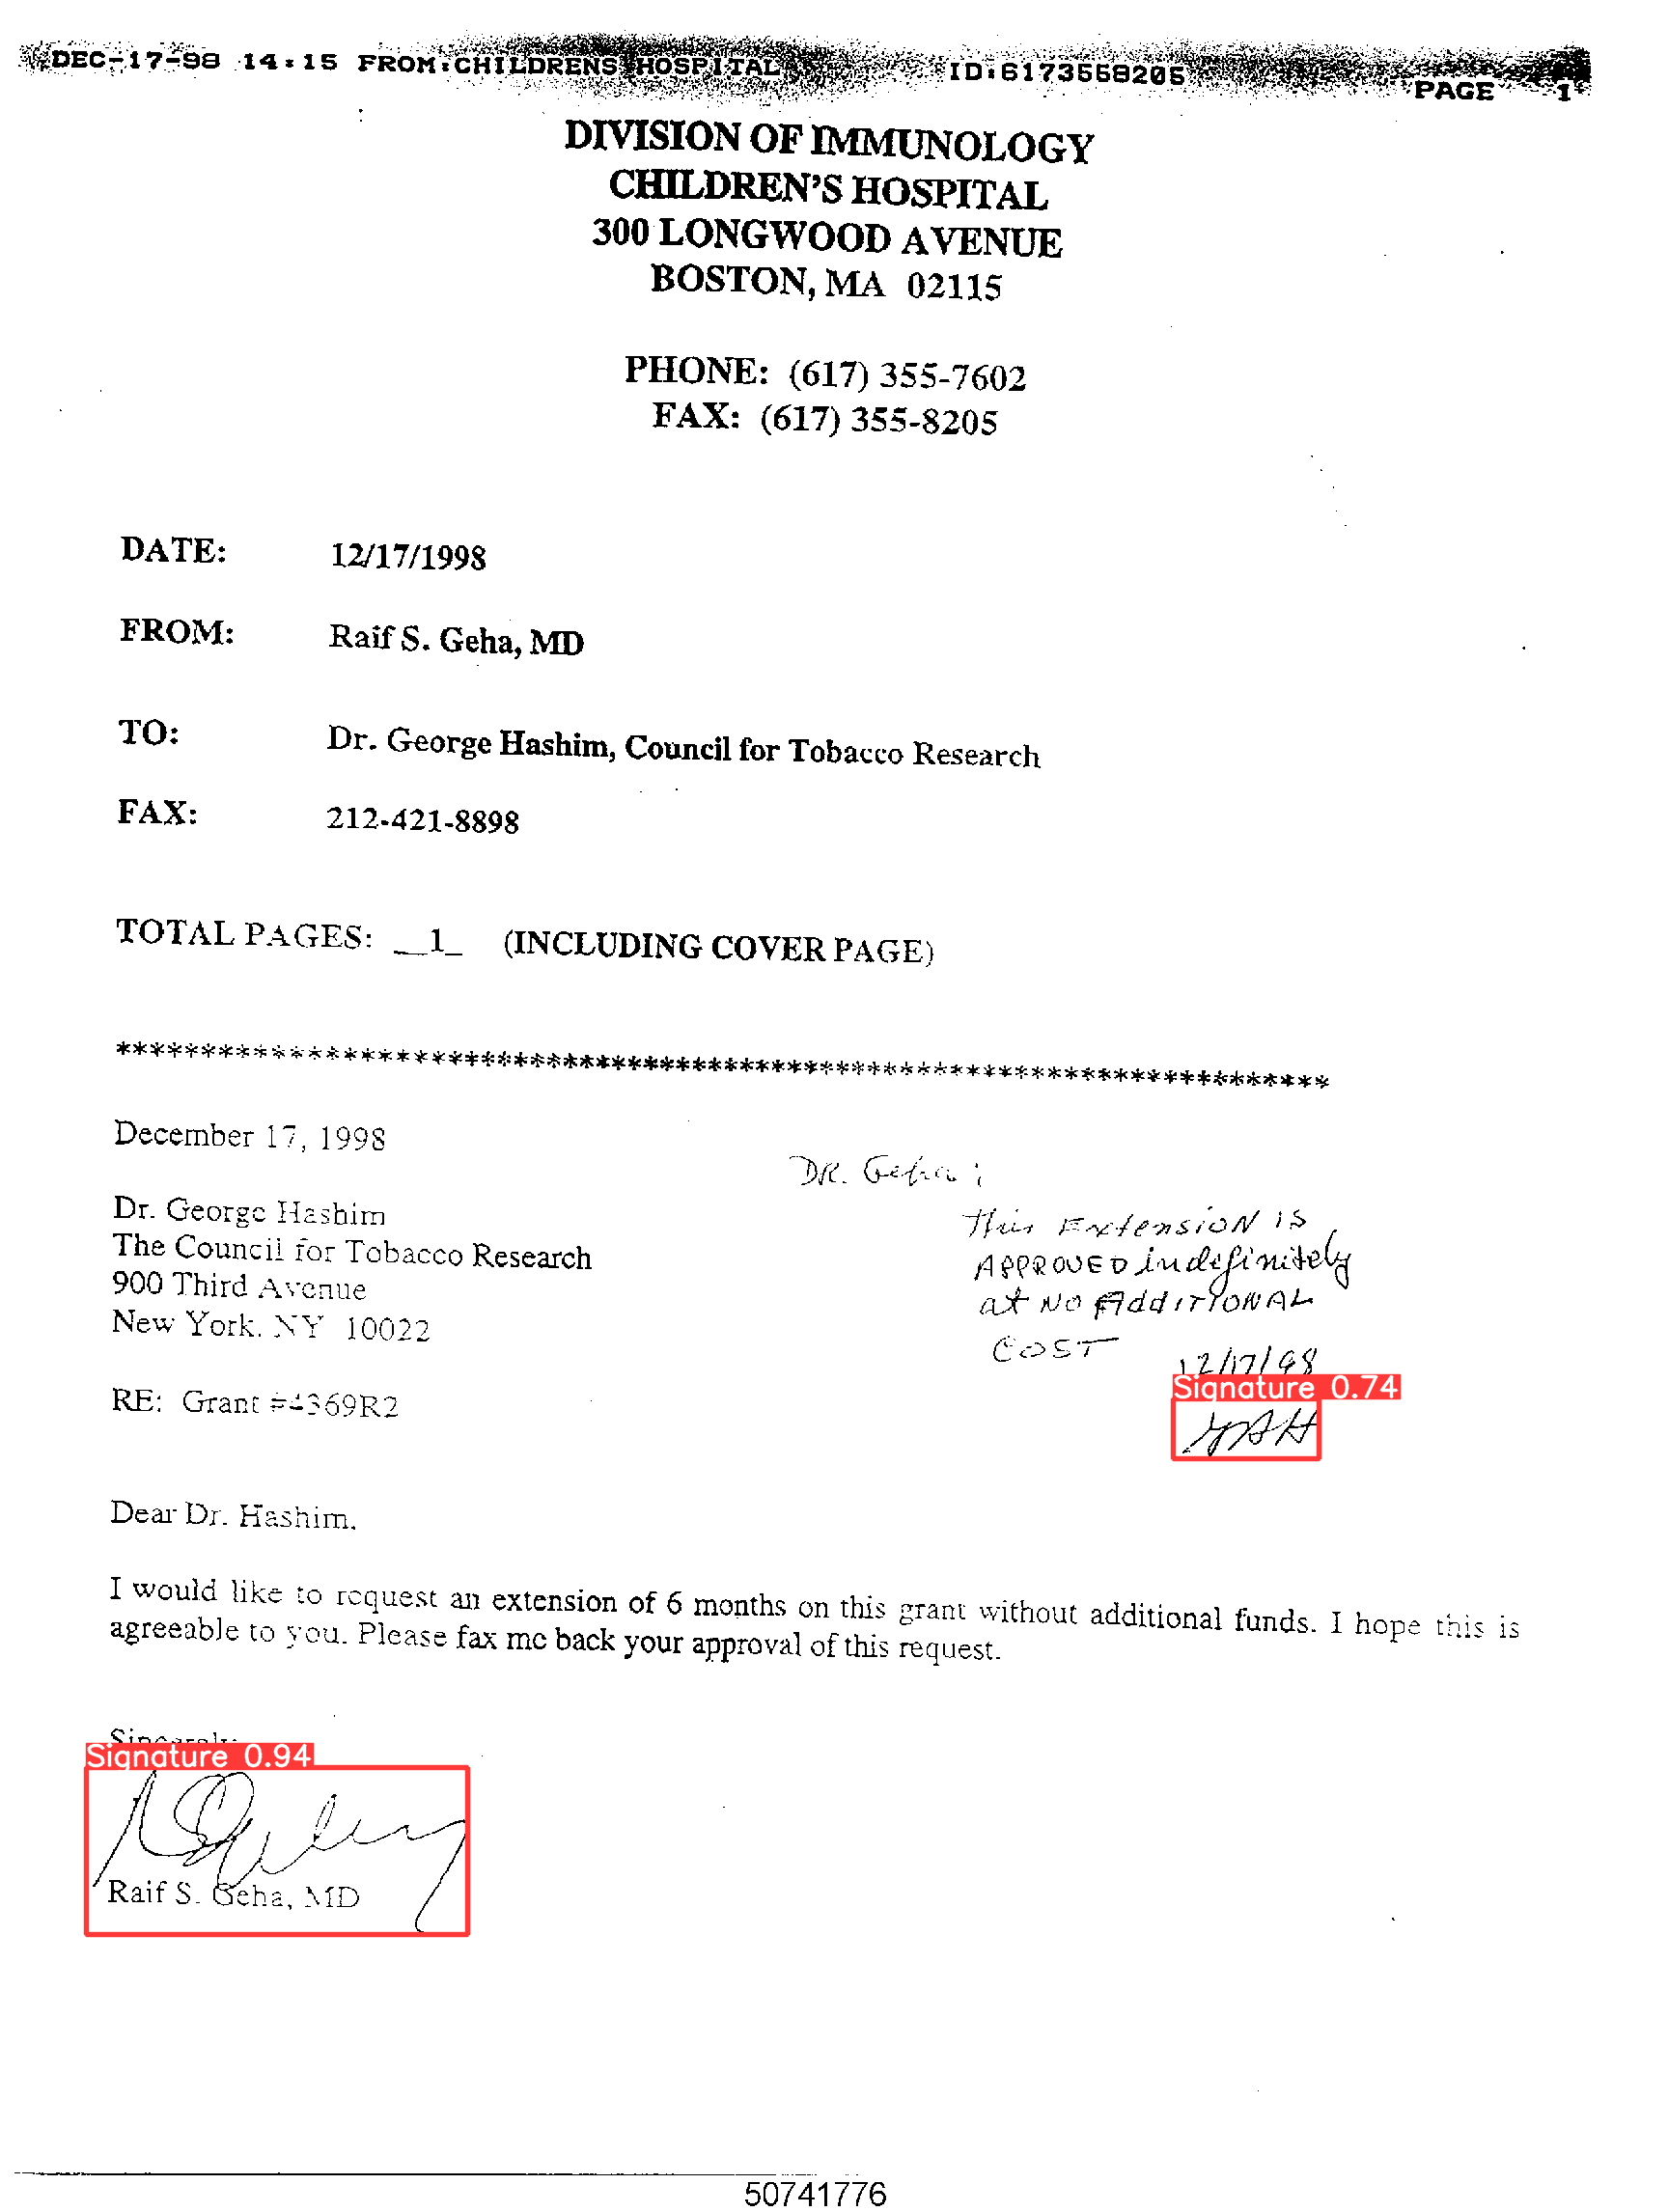 DEC-17-98 14:15 FROM:CHILDRENS HOSPITAL ID:6173558205 PAGE 1
DIVISION OF IMMUNOLOGY
CHILDREN'S HOSPITAL
300 LONGWOOD AVENUE
BOSTON, MA 02115
PHONE: (617) 355-7602
FAX: (617) 355-8205
DATE: 12/17/1998
FROM: Raif S. Geha, MD
TO: Dr. George Hashim, Council for Tobacco Research
FAX: 212-421-8898
TOTAL PAGES: __1_ (INCLUDING COVER PAGE)
December 17, 1998
DR. Geha:
Dr. George Hashim
This Extension is
The Council for Tobacco Research
APPROVED indefinitely
900 Third Avenue
at NO AddITIONAL
New York, NY 10022
COST
12/17/98
Signature 0.74
RE: Grant #4369R2
GAH
Dear Dr. Hashim,
I would like to request an extension of 6 months on this grant without additional funds. I hope this is
agreeable to you. Please fax me back your approval of this request.
Sincerely,
Signature 0.94
Raif S. Geha, MD
50741776